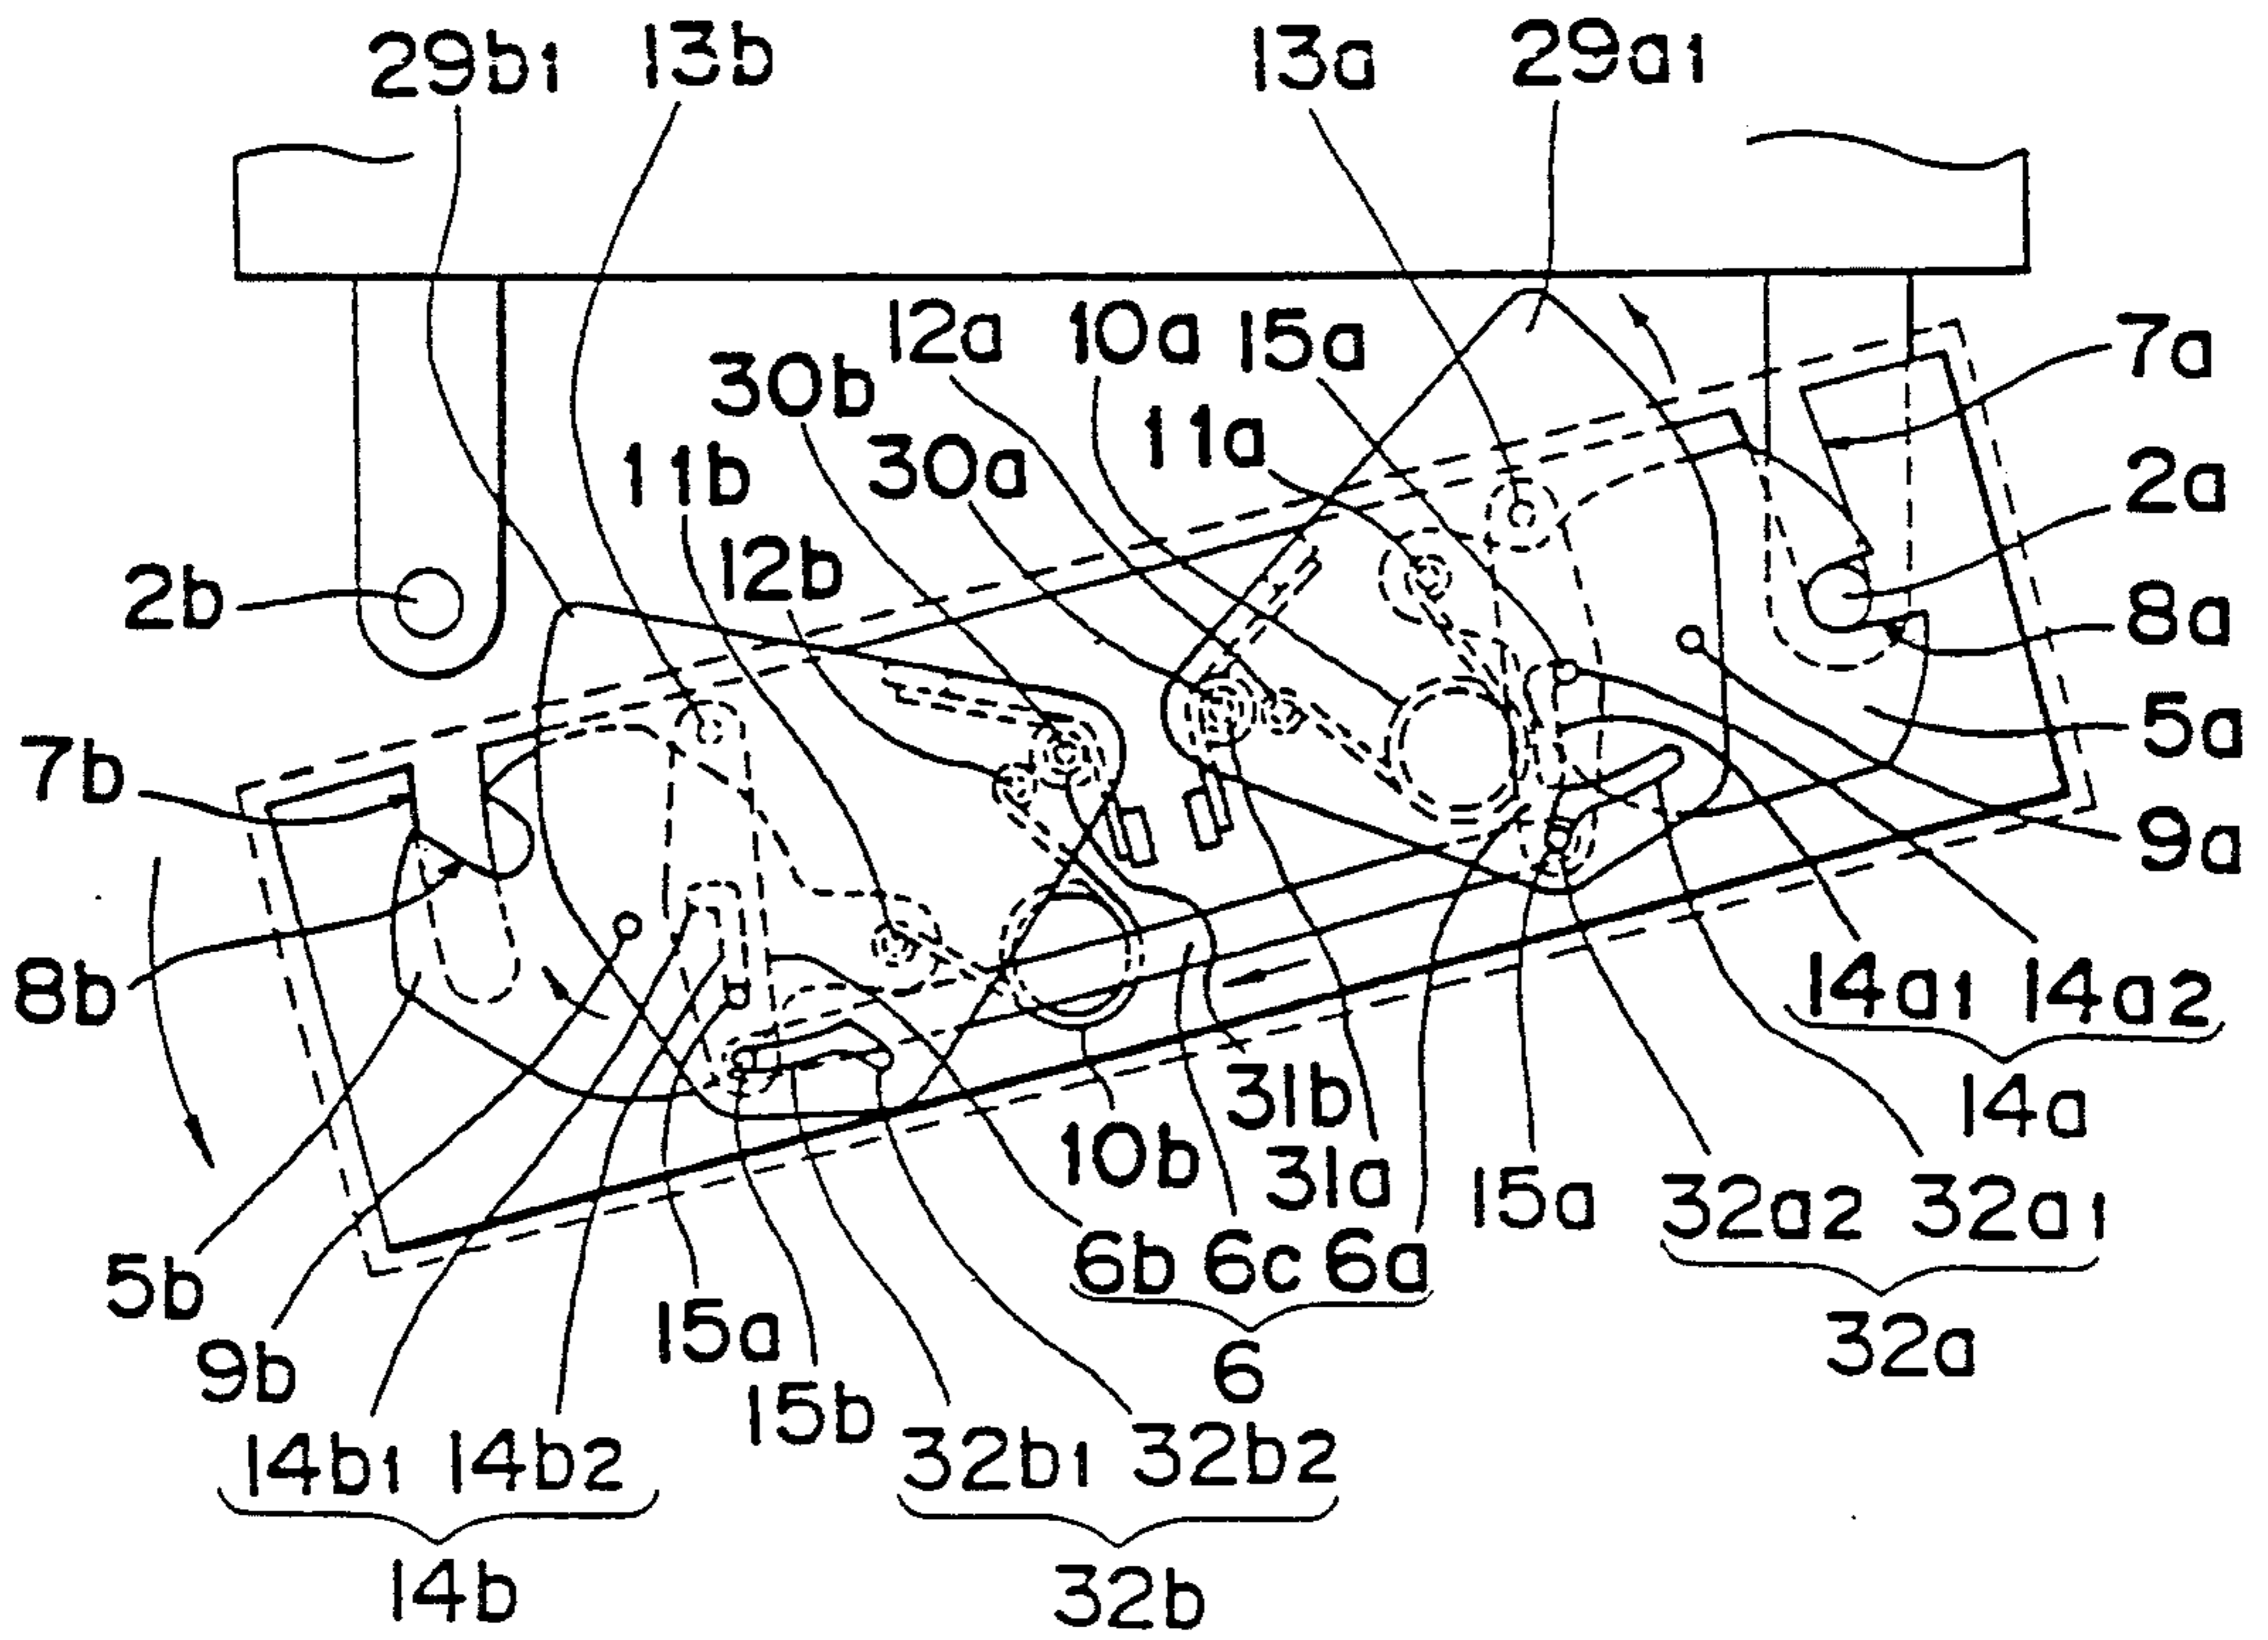 29b1 13b 13a 29a1
12a 10a 15a 7a
30b 11a
11b 30a 2a
12b
2b 8a
5a
7b
9a
8b
14a1 14a2
31b 14a
10b 31a 15a 32a2 32a1
5b 6b 6c 6a
15a 32a
9b 6
15b
14b1 14b2 32b1 32b2
14b 32b